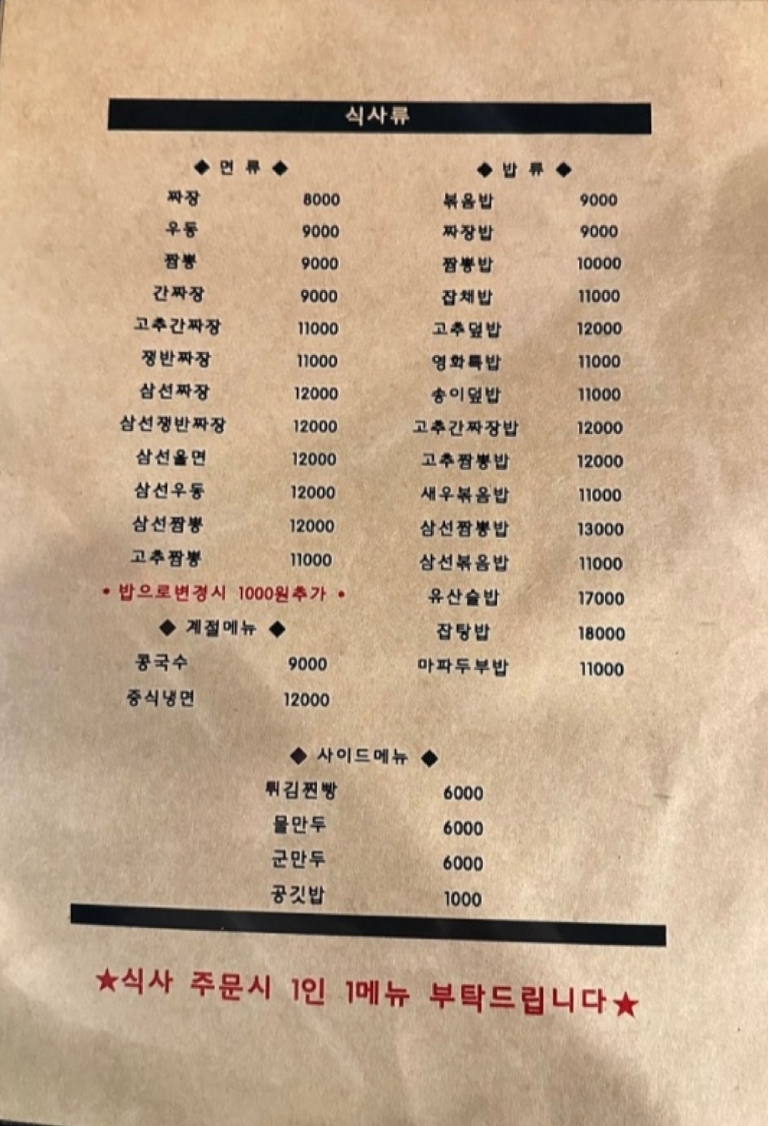 식사류
◆ 면 류 ◆
짜장 8000
우동 9000
짬뽕 9000
간짜장 9000
고추간짜장 11000
쟁반짜장 11000
삼선짜장 12000
삼선쟁반짜장 12000
삼선울면 12000
삼선우동 12000
삼선짬뽕 12000
고추짬뽕 11000
• 밥으로변경시 1000원추가 •
◆ 계절메뉴 ◆
콩국수 9000
중식냉면 12000
◆ 밥 류 ◆
볶음밥 9000
짜장밥 9000
짬뽕밥 10000
잡채밥 11000
고추덮밥 12000
영화특밥 11000
송이덮밥 11000
고추간짜장밥 12000
고추짬뽕밥 12000
새우볶음밥 11000
삼선짬뽕밥 13000
삼선볶음밥 11000
유산슬밥 17000
잡탕밥 18000
마파두부밥 11000
◆ 사이드메뉴 ◆
튀김찐빵 6000
물만두 6000
군만두 6000
공깃밥 1000
★식사 주문시 1인 1메뉴 부탁드립니다★